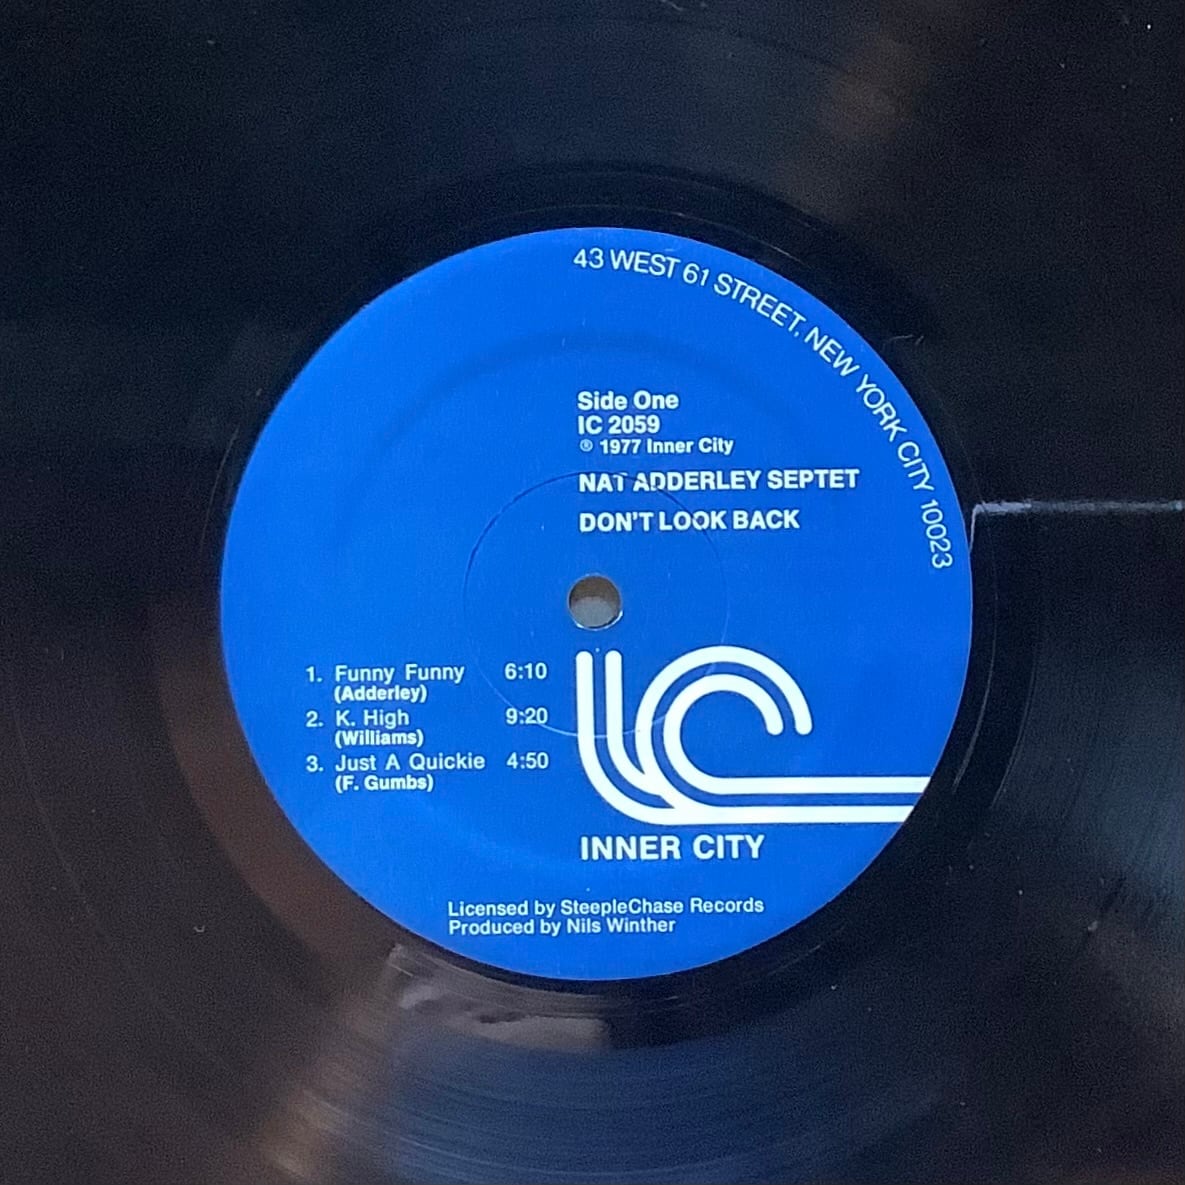 43 WEST 61 STREET, NEW YORK CITY 10023
Side One
IC 2059
℗ 1977 Inner City
NAT ADDERLEY SEPTET
DON'T LOOK BACK
1. Funny Funny 6:10
(Adderley)
2. K. High 9:20
(Williams)
3. Just A Quickie 4:50
(F. Gumbs)
IC
INNER CITY
Licensed by SteepleChase Records
Produced by Nils Winther